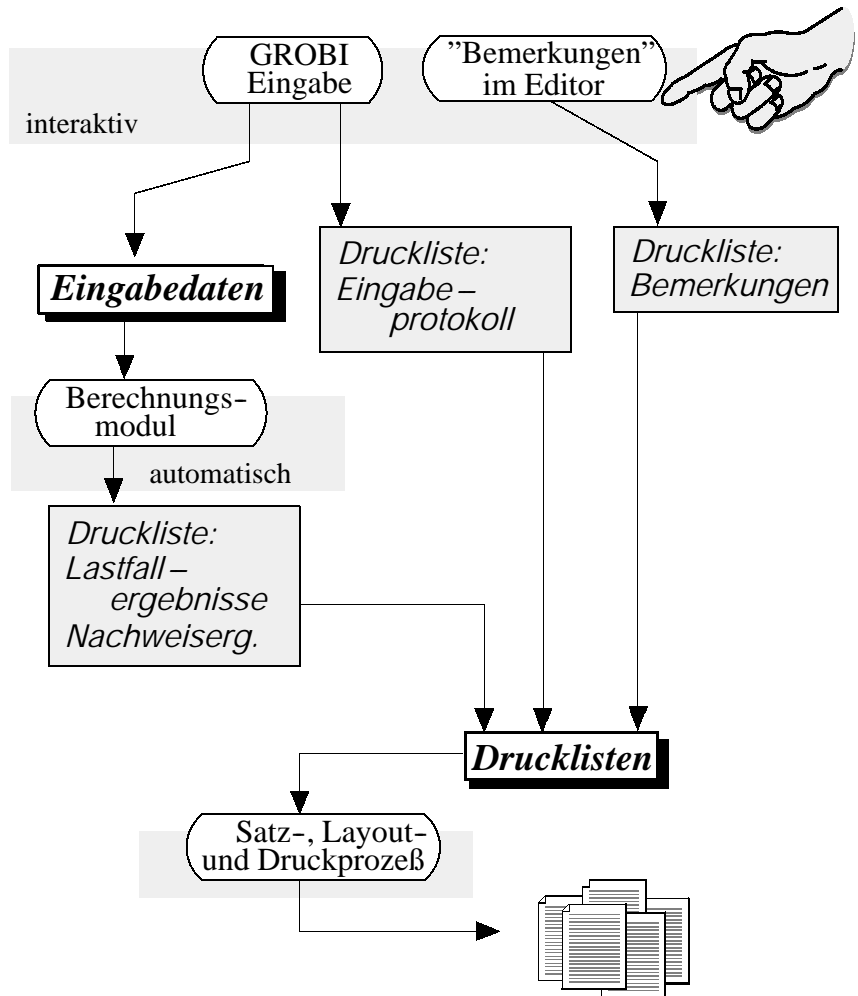 GROBI
Eingabe
”Bemerkungen”
im Editor
interaktiv
Druckliste:
Eingabe–
protokoll
Druckliste:
Bemerkungen
Eingabedaten
Berechnungs-
modul
automatisch
Druckliste:
Lastfall–
ergebnisse
Nachweiserg.
Drucklisten
Satz-, Layout-
und Druckprozeß